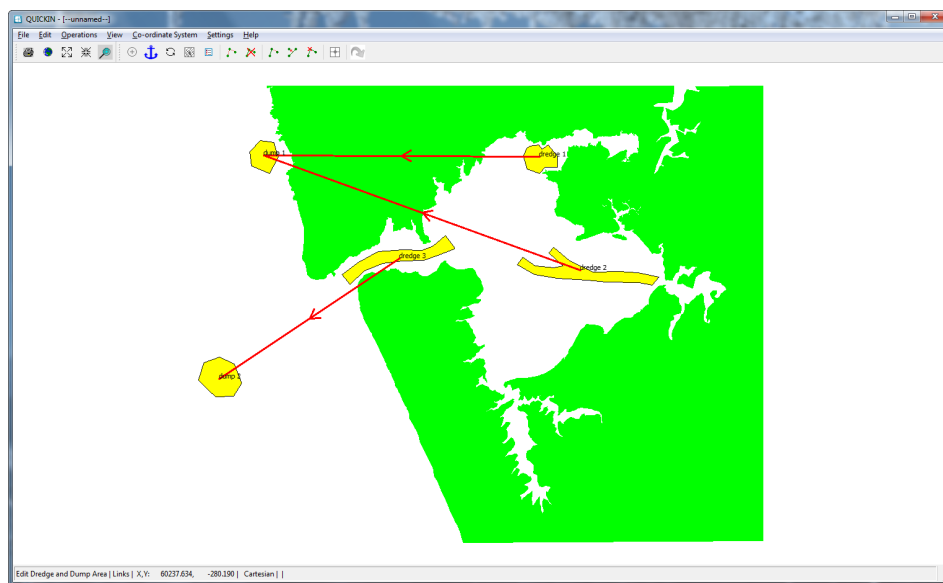 QUICKIN - [--unnamed--]
File Edit Operations View Co-ordinate System Settings Help
dump 1
dredge 1
dredge 3
dredge 2
dump 2
Edit Dredge and Dump Area | Links | X,Y: 60237.634, -280.190 | Cartesian | |